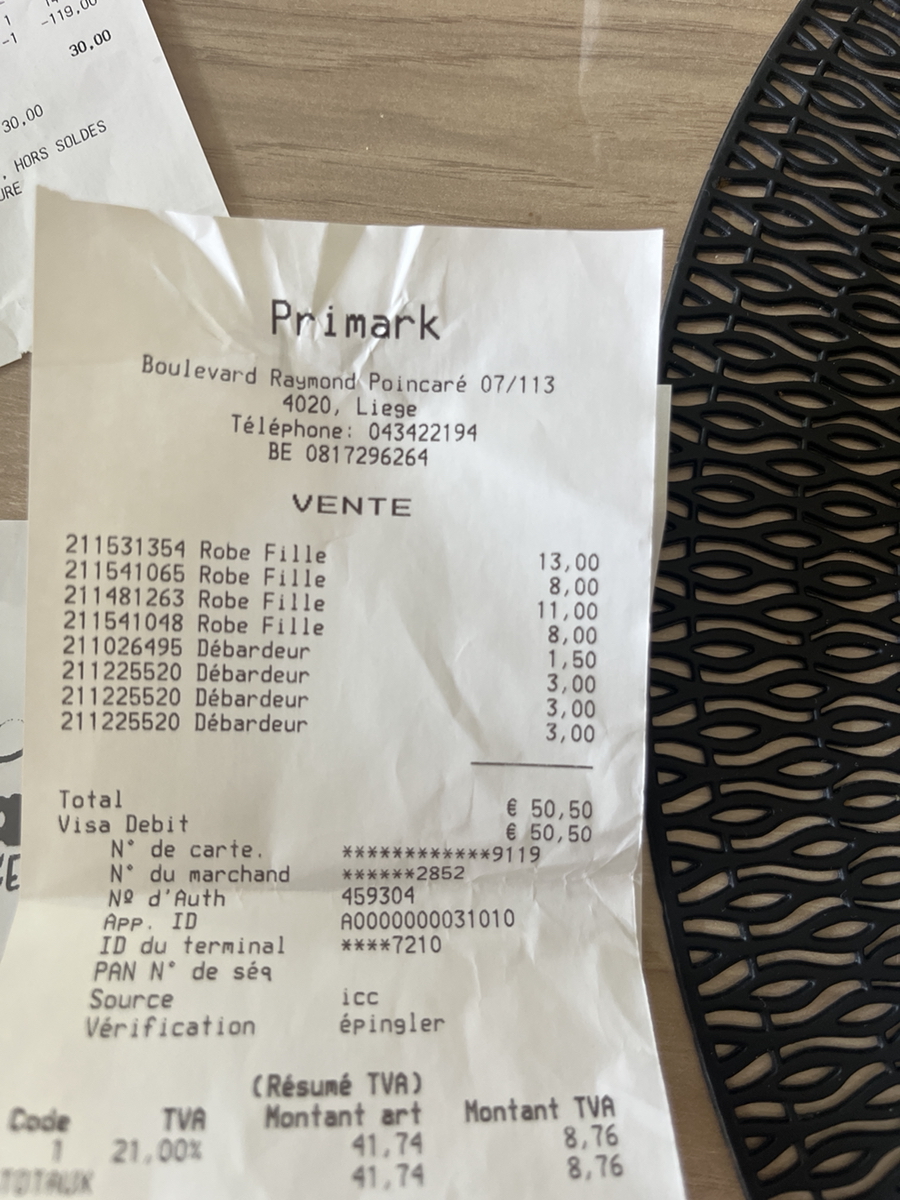 1
-119,00
-1
30,00
30,00
, HORS SOLDES
URE
Primark
Boulevard Raymond Poincaré 07/113
4020, Liege
Téléphone: 043422194
BE 0817296264
VENTE
211531354 Robe Fille 13,00
211541065 Robe Fille 8,00
211481263 Robe Fille 11,00
211541048 Robe Fille 8,00
211026495 Débardeur 1,50
211225520 Débardeur 3,00
211225520 Débardeur 3,00
211225520 Débardeur 3,00
Total € 50,50
Visa Debit € 50,50
N° de carte. ************9119
N° du marchand ******2852
Nº d'Auth 459304
App. ID A0000000031010
ID du terminal ****7210
PAN N° de séq
Source icc
Vérification épingler
(Résumé TVA)
Code TVA Montant art Montant TVA
1 21,00% 41,74 8,76
TOTAUX 41,74 8,76